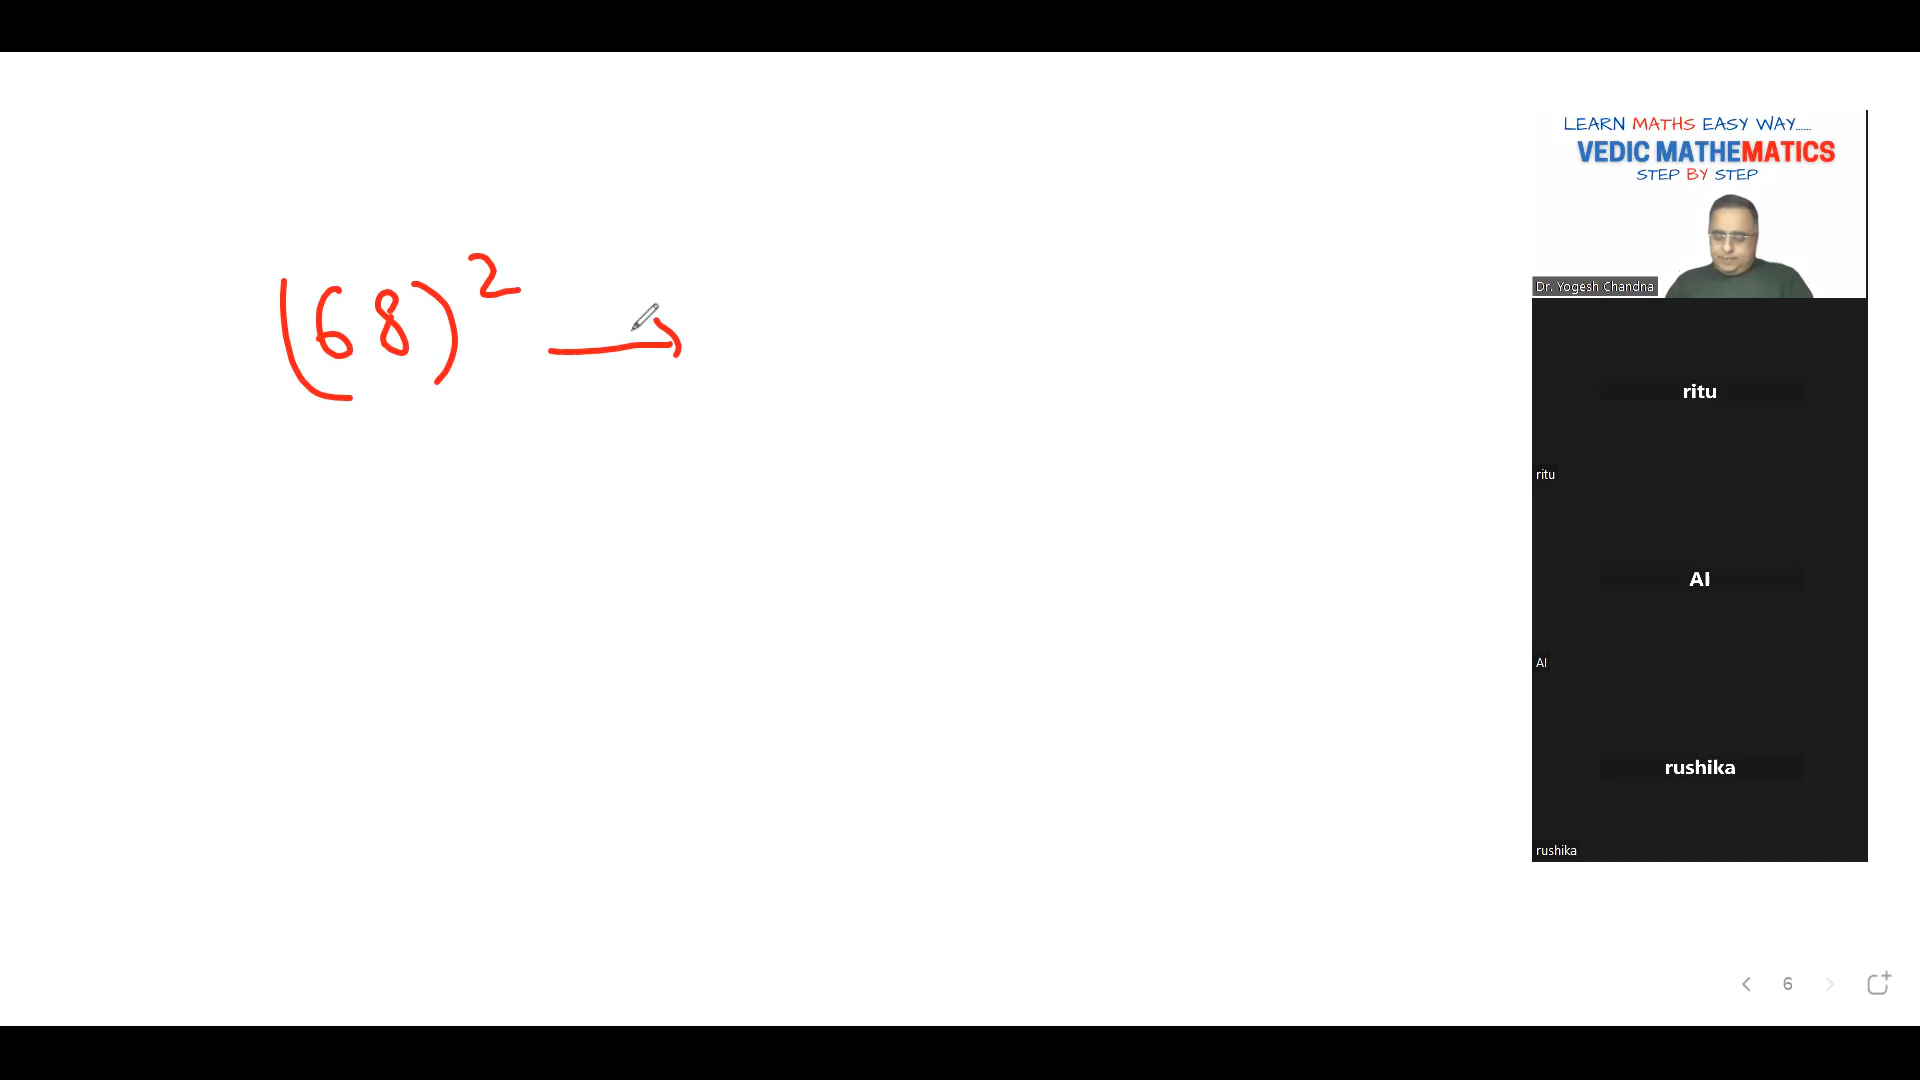 LEARN MATHS EASY WAY......
VEDIC MATHEMATICS
STEP BY STEP
Dr. Yogesh Chandna
(68)²
ritu
ritu
AI
AI
rushika
rushika
6